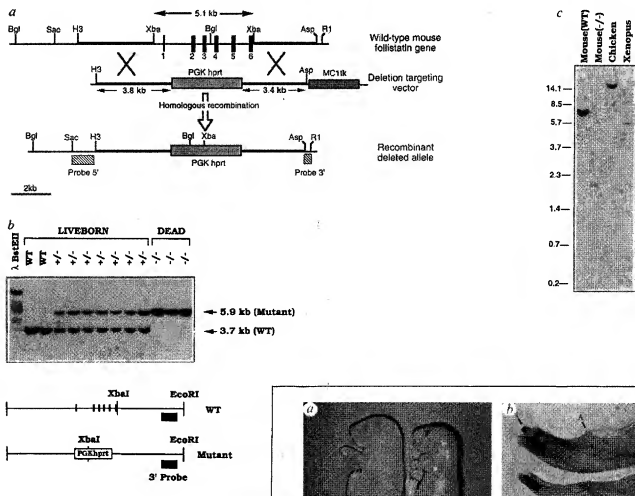 a
5.1 kb
Bgl Sac H3 Xba Bgl Xba Asp R1
1 2 3 4 5 6
Wild-type mouse
follistatin gene
H3 PGK hprt Asp MC1tk
Deletion targeting
vector
3.8 kb 3.4 kb
Homologous recombination
Bgl Sac H3 Bgl Xba Asp R1
PGK hprt
Recombinant
deleted allele
Probe 5' Probe 3'
2kb
b
LIVEBORN DEAD
λ BstEII WT WT +/- +/- +/- +/- +/- +/- +/- -/- -/- -/-
5.9 kb (Mutant)
3.7 kb (WT)
XbaI EcoRI
WT
XbaI EcoRI
PGKhprt
Mutant
3' Probe
c
Mouse(WT) Mouse(-/-) Chicken Xenopus
14.1
8.5
5.7
3.7
2.3
1.4
0.7
0.2
a b